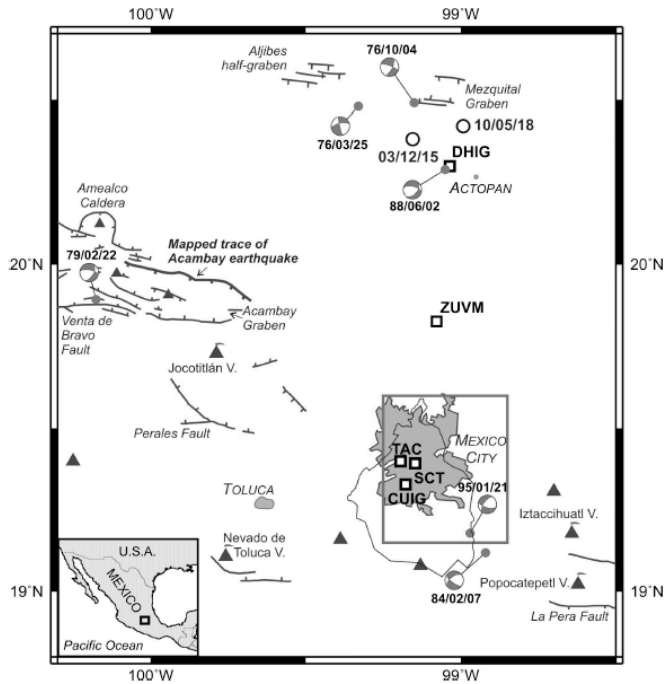 100°W
99°W
Aljibes
half-graben
76/10/04
Mezquital
Graben
76/03/25
10/05/18
03/12/15
DHIG
ACTOPAN
88/06/02
Amealco
Caldera
79/02/22
Mapped trace of
Acambay earthquake
20°N
20°N
Acambay
Graben
ZUVM
Venta de
Bravo
Fault
Jocotitlán V.
Perales Fault
MEXICO
CITY
TAC
SCT
CUIG
95/01/21
TOLUCA
Iztaccihuatl V.
Nevado de
Toluca V.
U.S.A.
MEXICO
Pacific Ocean
84/02/07
Popocatepetl V.
La Pera Fault
19°N
19°N
100°W
99°W